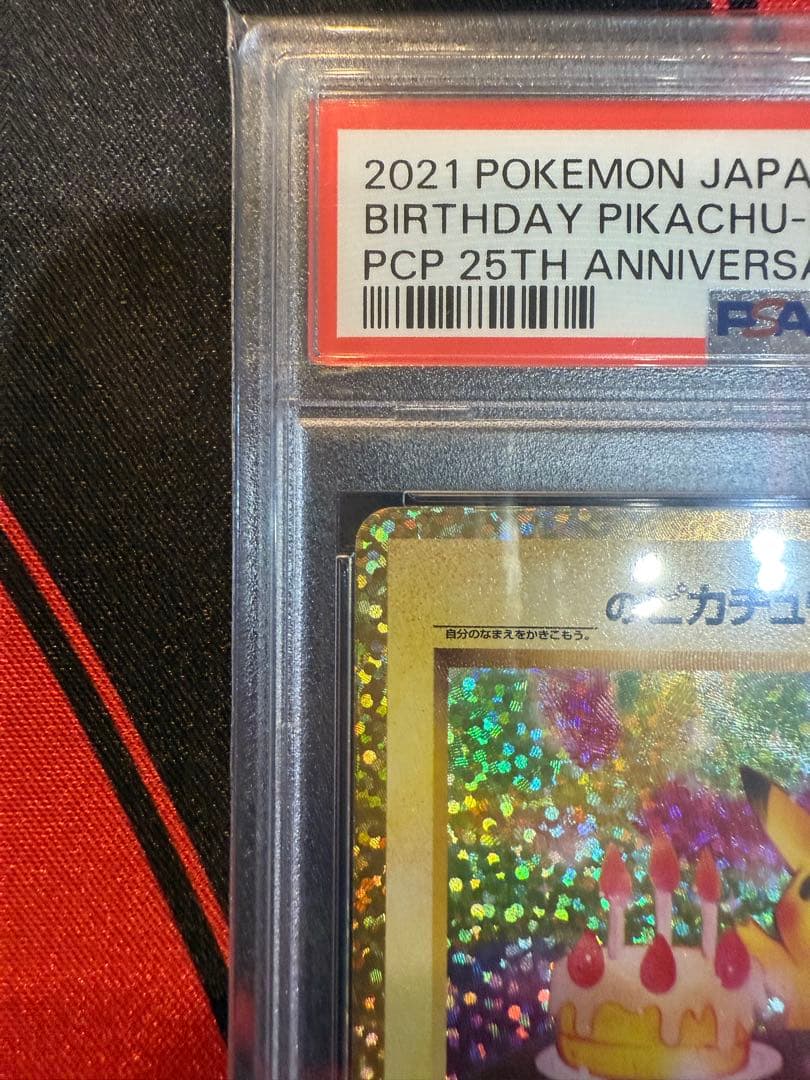 2021 POKEMON JAPA
BIRTHDAY PIKACHU-
PCP 25TH ANNIVERSA
PSA
のピカチュ
自分のなまえをかきこもう。